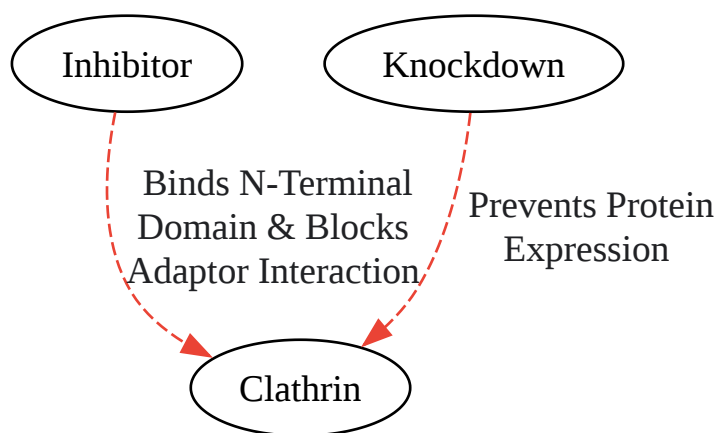 Inhibitor
Knockdown
Binds N-Terminal
Domain & Blocks
Adaptor Interaction
Prevents Protein
Expression
Clathrin